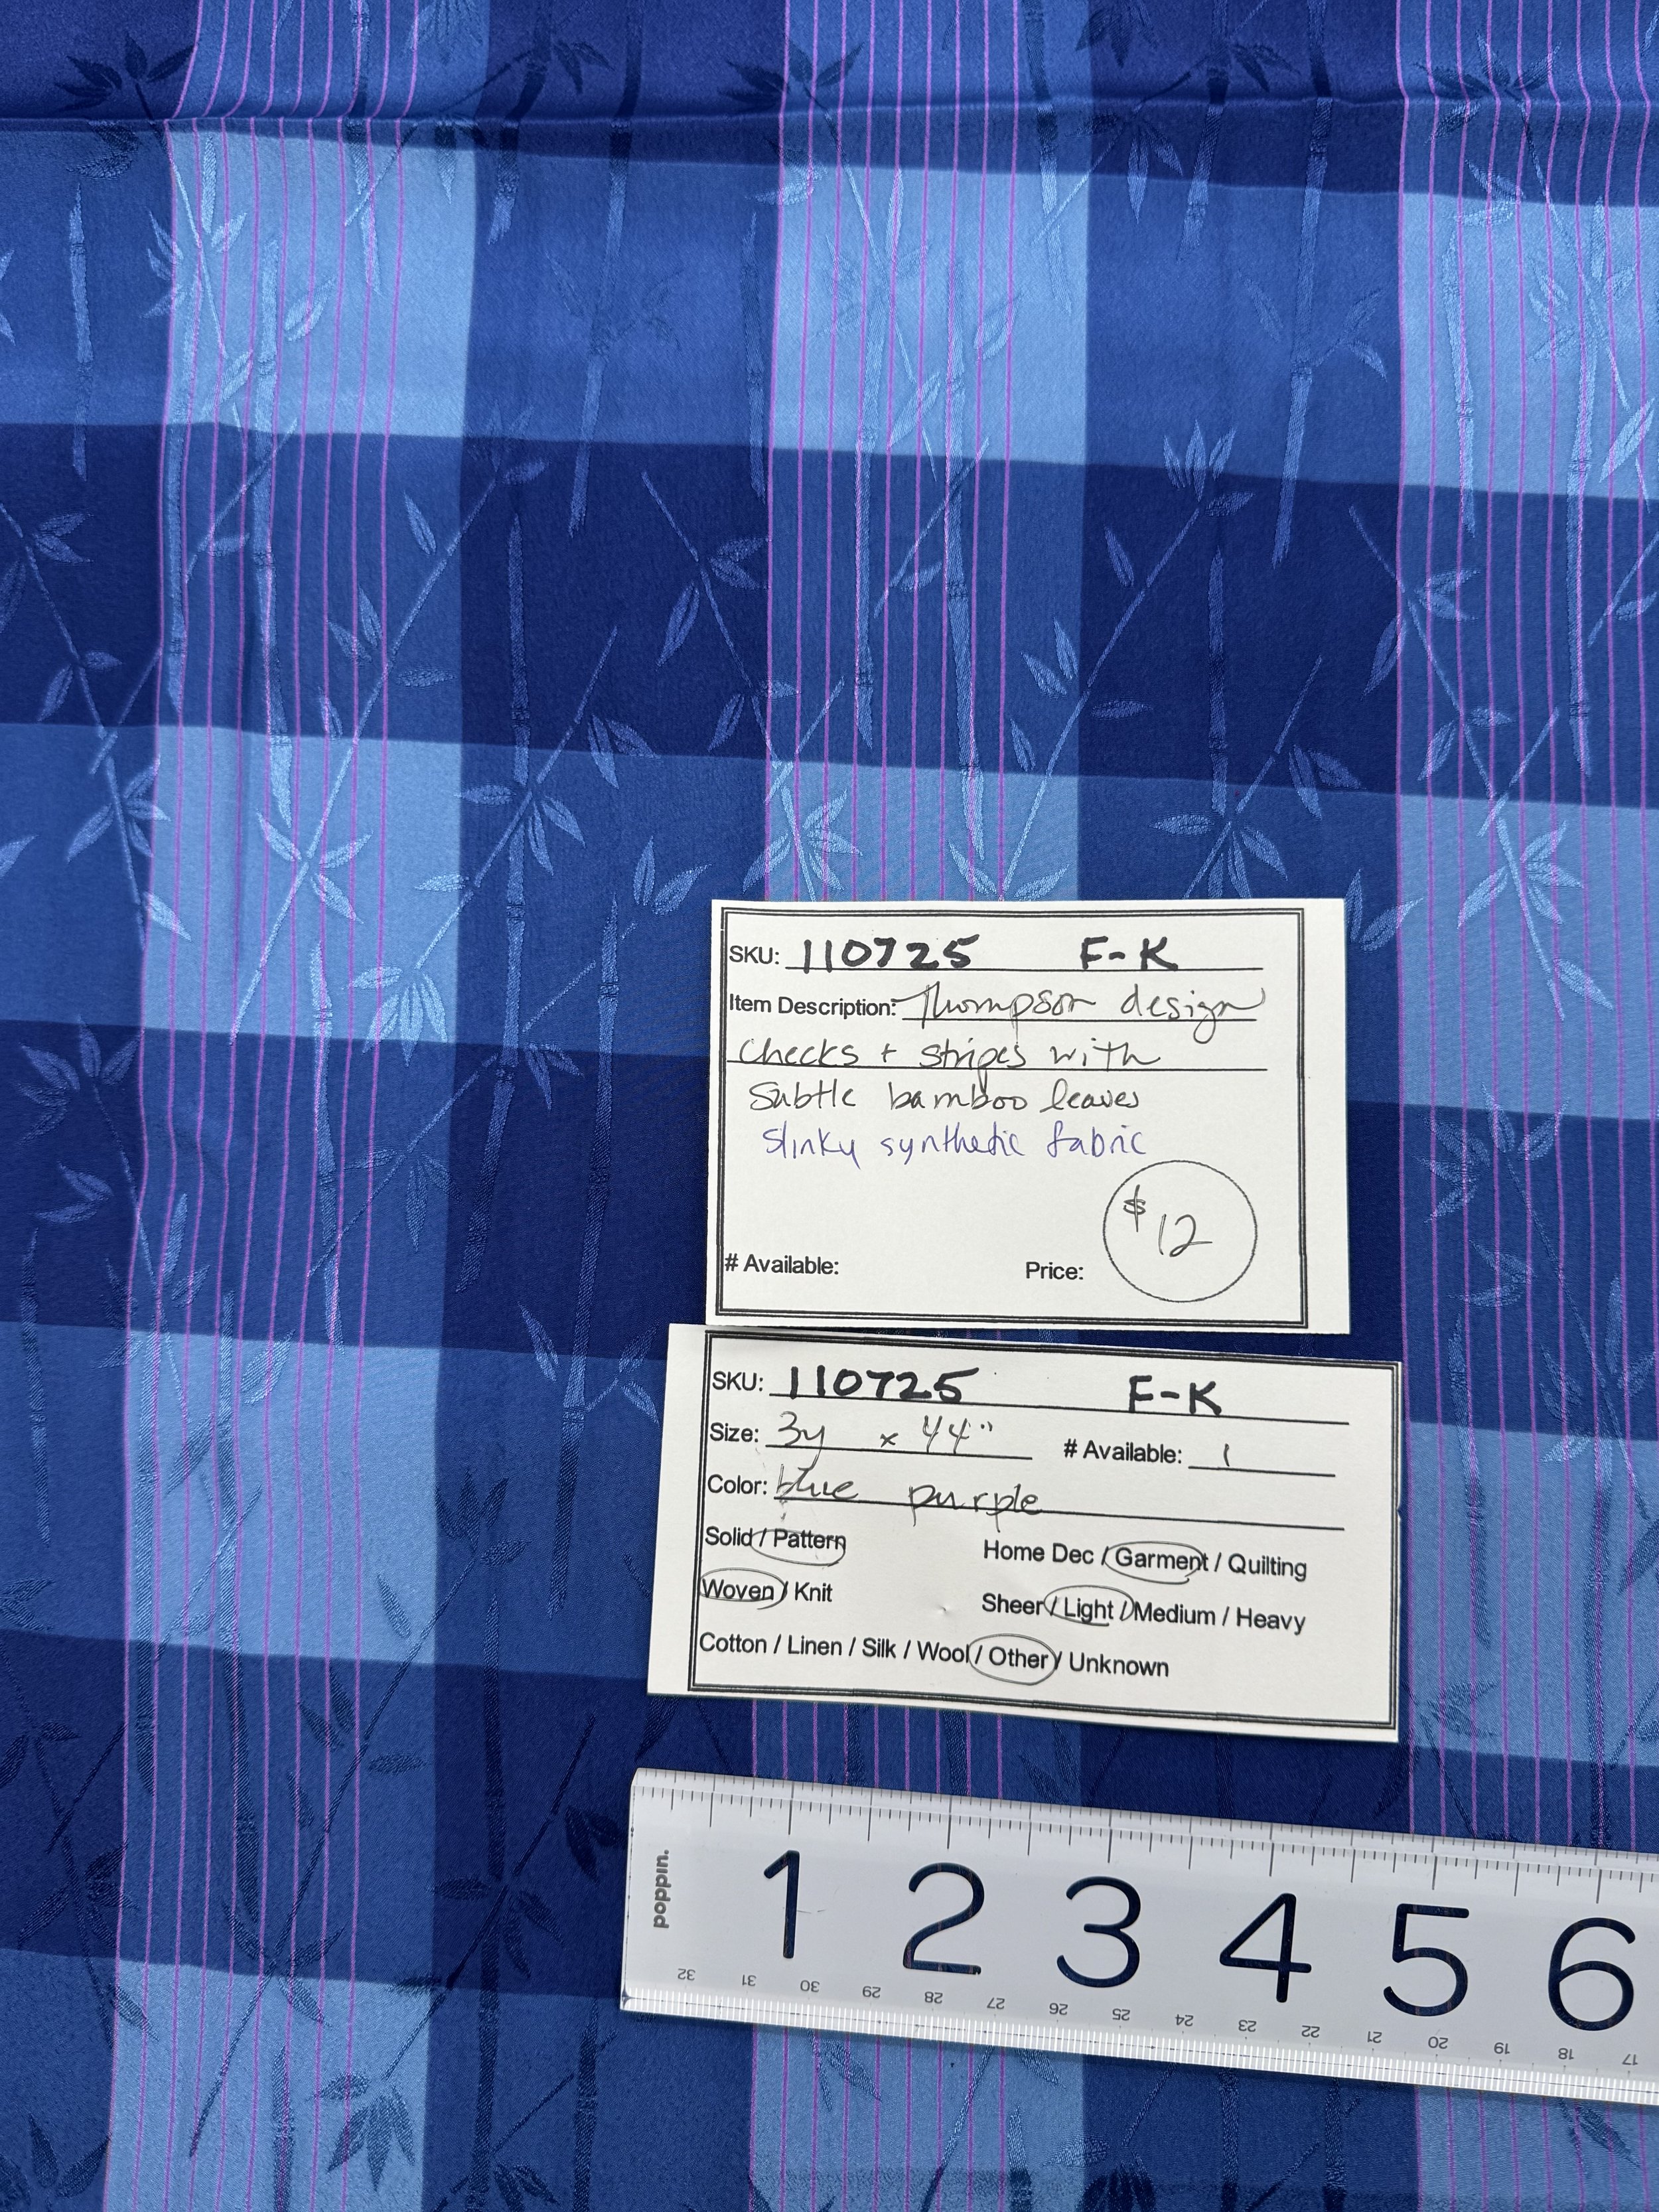 SKU: 110725 F-K
Item Description: Thompson design
checks + stripes with
subtle bamboo leaves
slinky synthetic fabric
$12
# Available: Price:
SKU: 110725 F-K
Size: 3y x 44" # Available: 1
Color: blue purple
Solid / Pattern Home Dec / Garment / Quilting
Woven / Knit Sheer / Light / Medium / Heavy
Cotton / Linen / Silk / Wool / Other / Unknown
poppin. 1 2 3 4 5 6
32 31 30 29 28 27 26 25 24 23 22 21 20 19 18 17